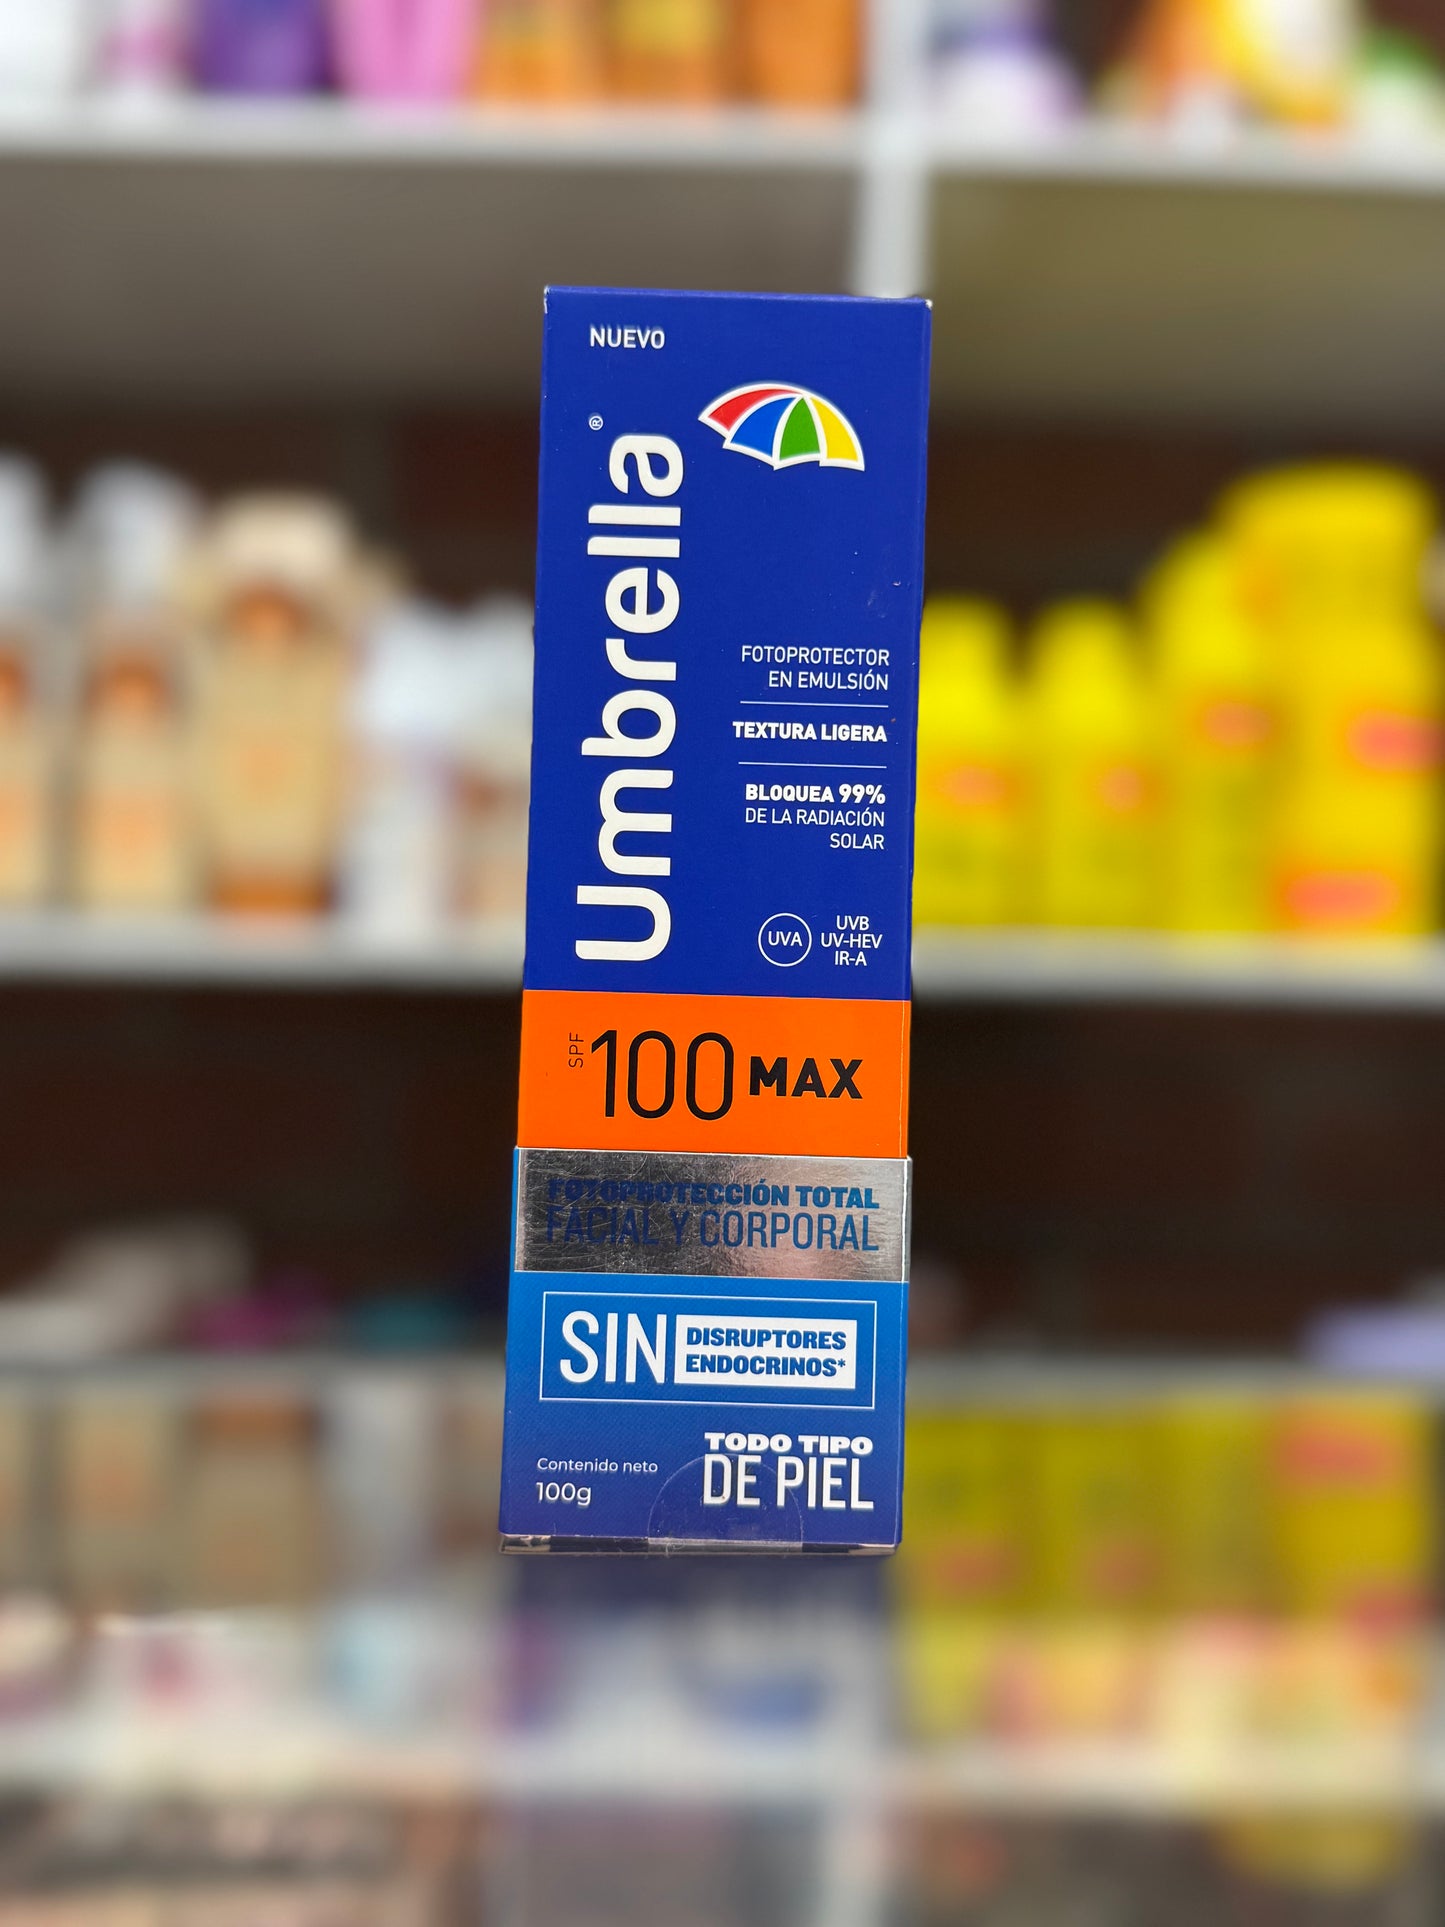 NUEVO
Umbrella®
FOTOPROTECTOR
EN EMULSIÓN
TEXTURA LIGERA
BLOQUEA 99%
DE LA RADIACIÓN
SOLAR
UVA
UVB
UV-HEV
IR-A
SPF 100 MAX
FOTOPROTECCIÓN TOTAL
FACIAL Y CORPORAL
SIN DISRUPTORES
ENDOCRINOS*
TODO TIPO
DE PIEL
Contenido neto
100g